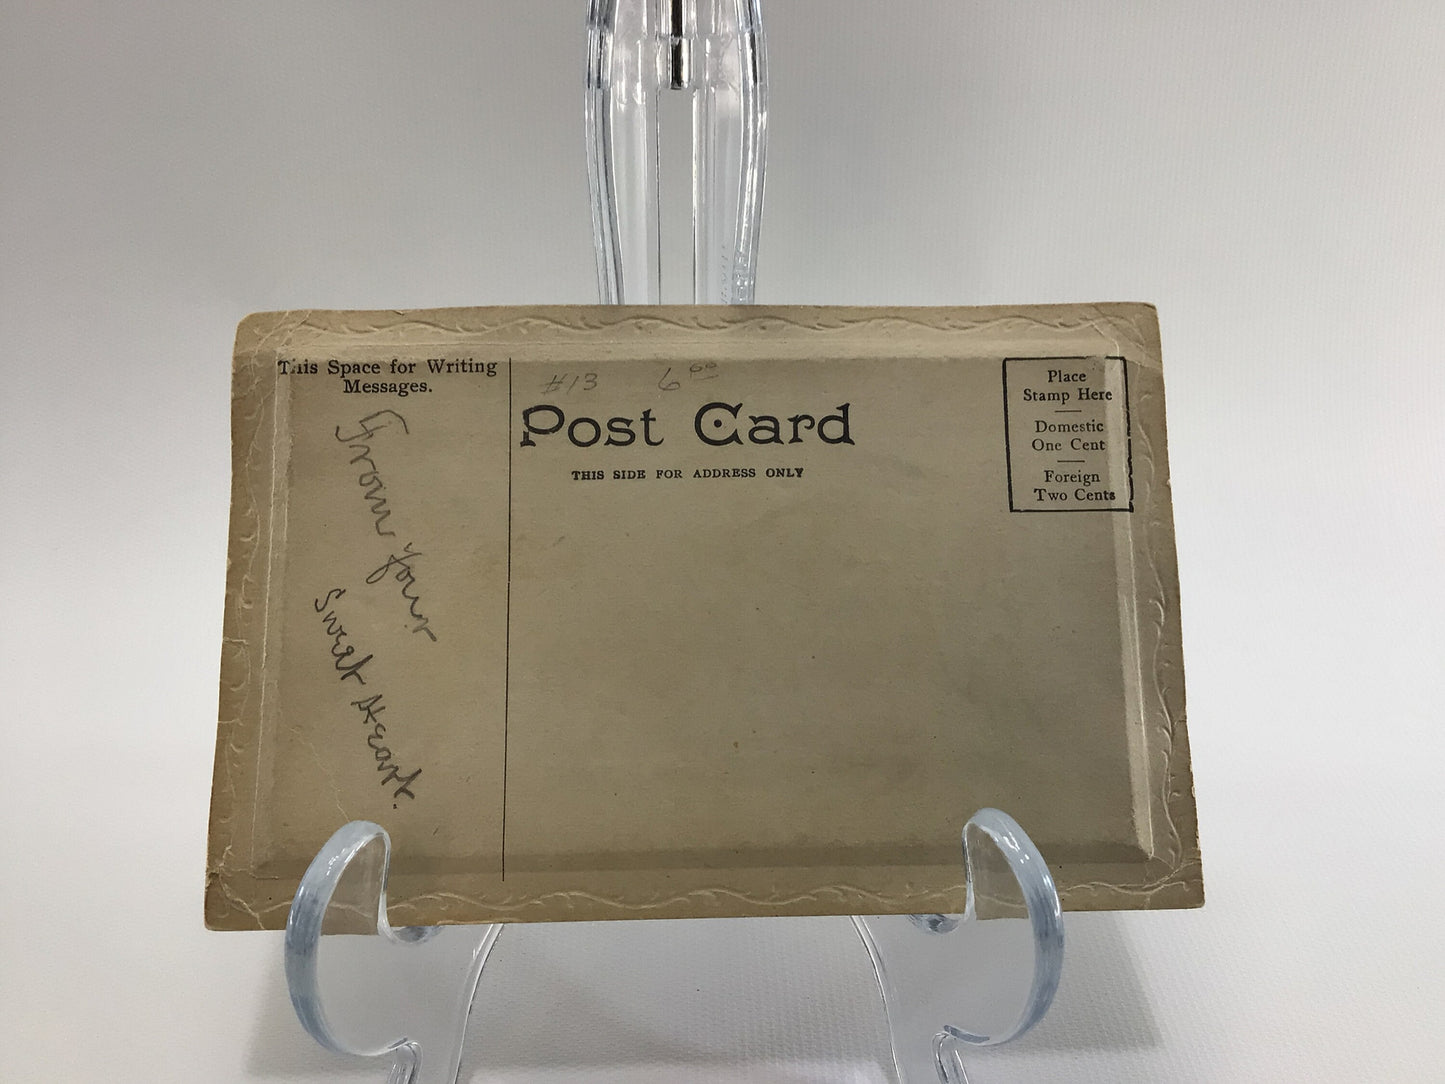 This Space for Writing
Messages.
From Your
Sweet Heart.
#13 6 00
Post Card
THIS SIDE FOR ADDRESS ONLY
Place
Stamp Here
Domestic
One Cent
Foreign
Two Cents